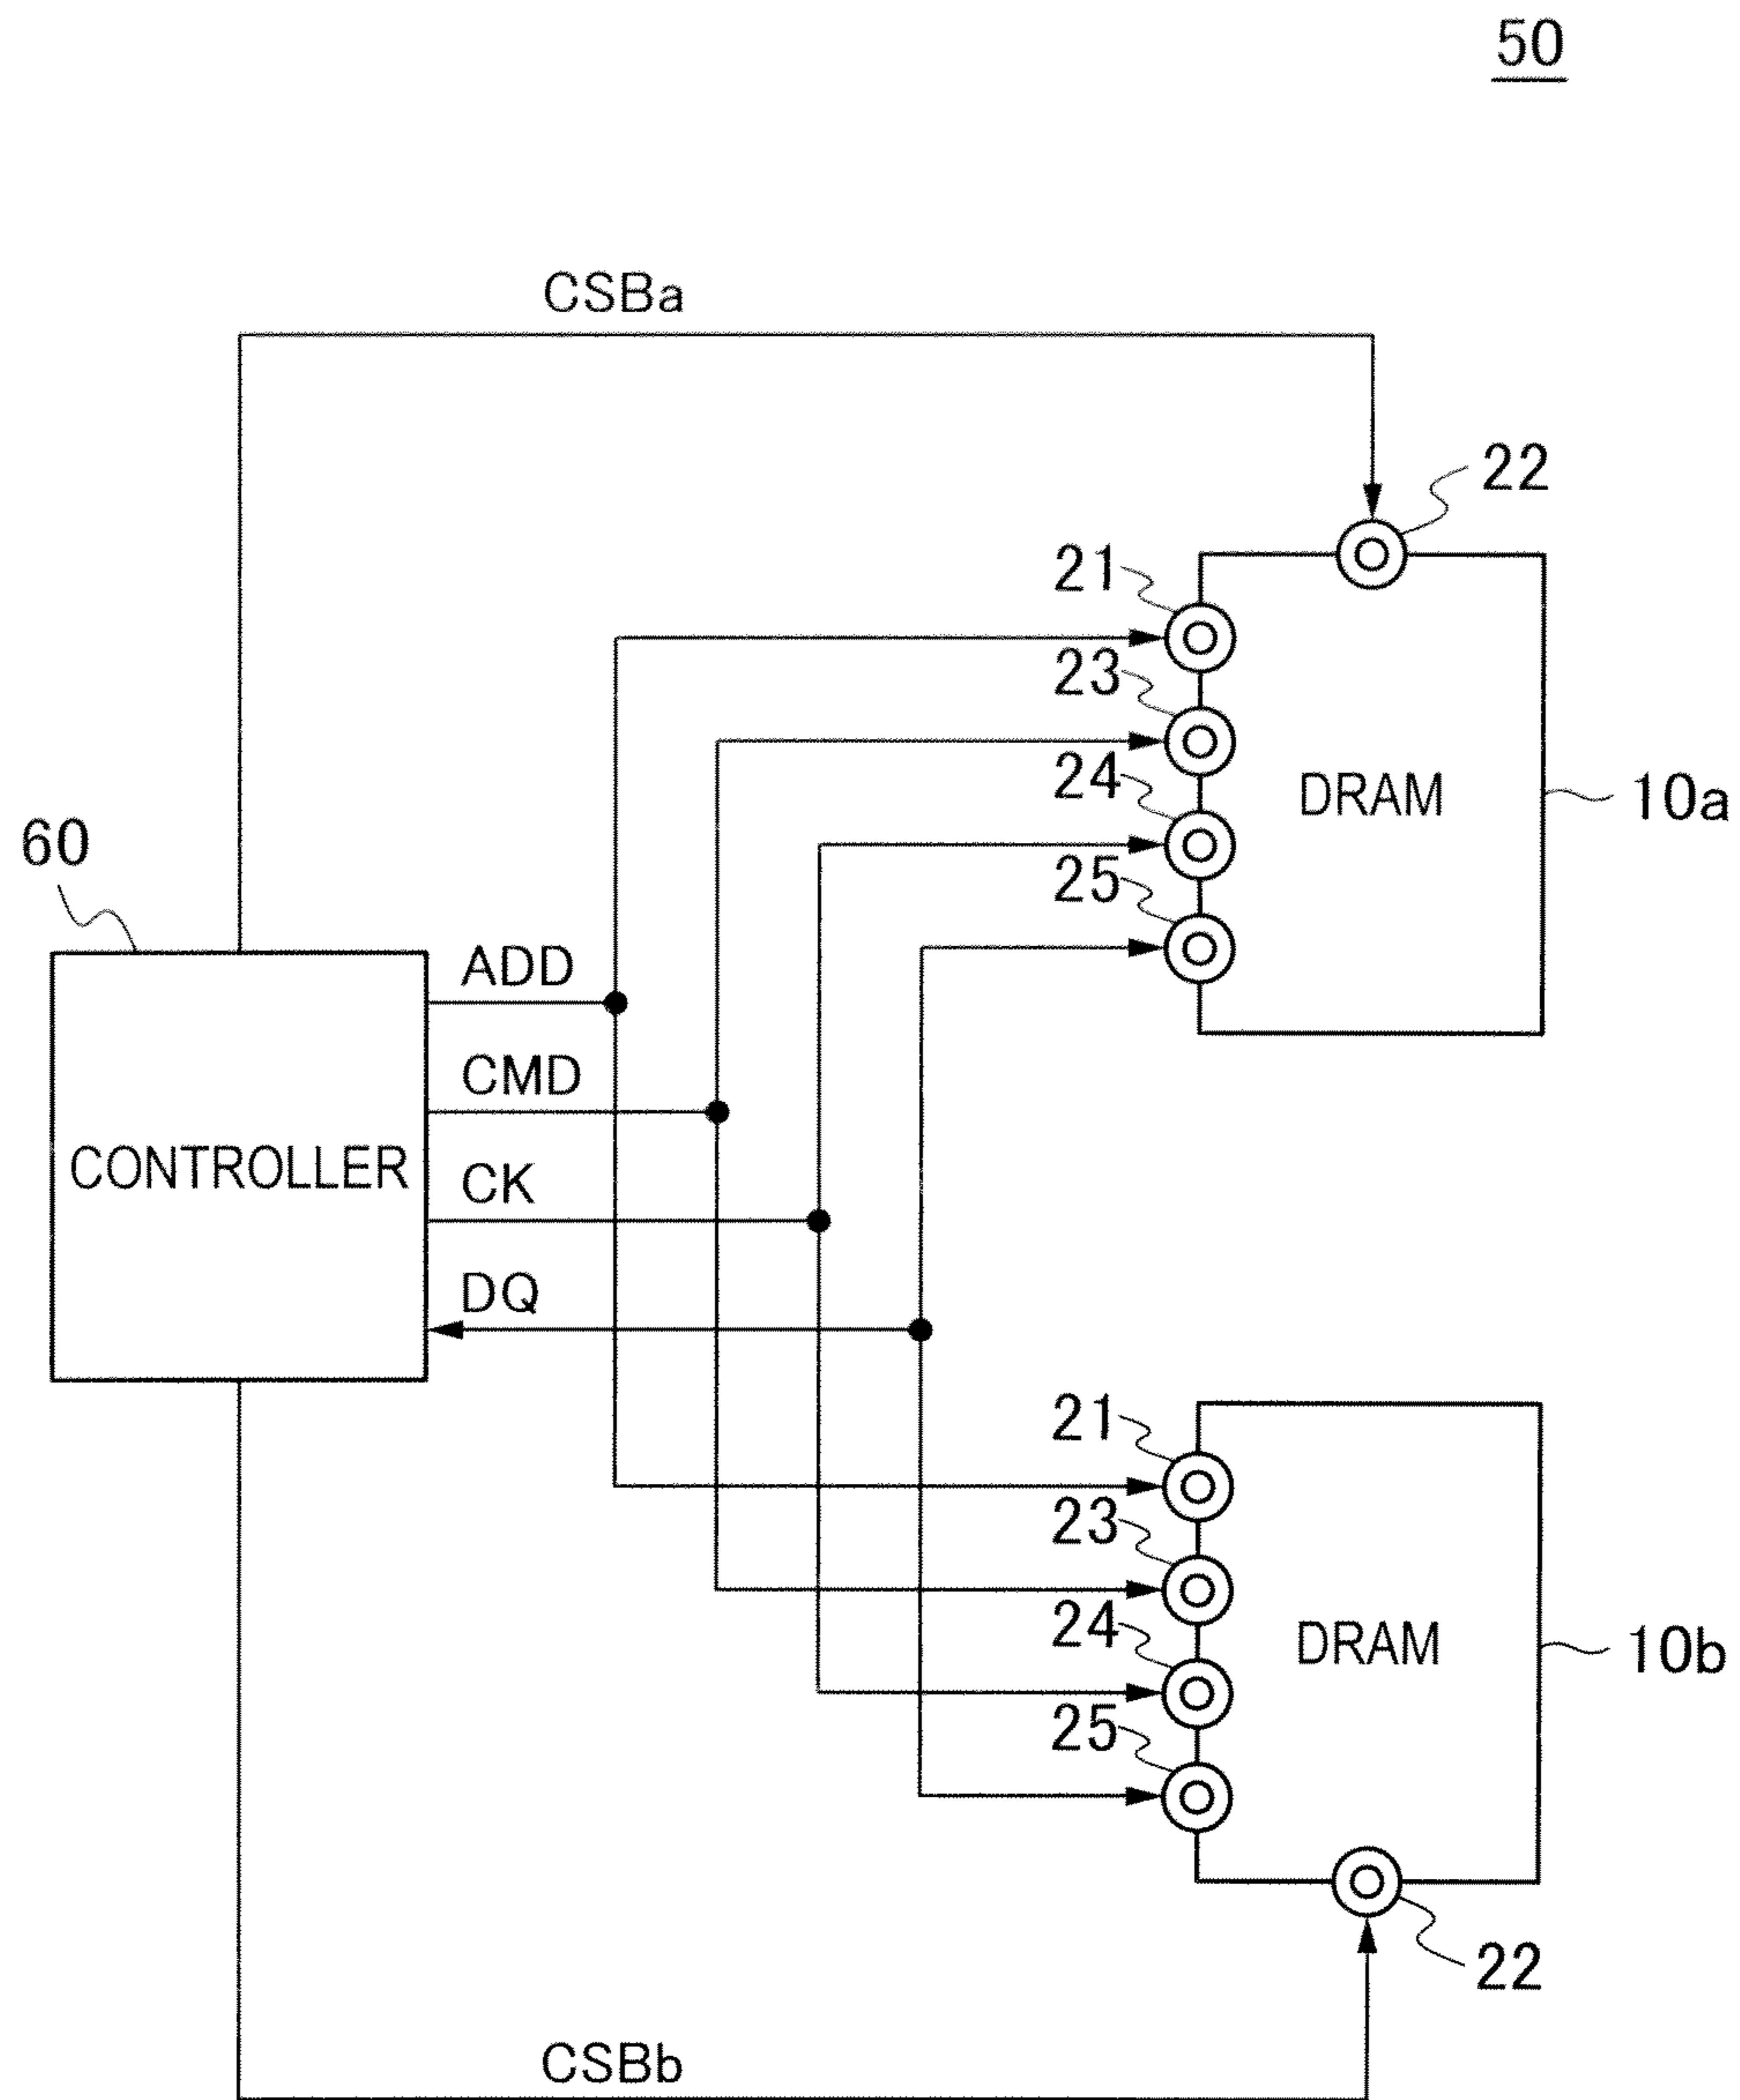 50
CSBa
22
21
23
24
DRAM
10a
25
60
ADD
CMD
CONTROLLER
CK
DQ
21
23
24
DRAM
10b
25
22
CSBb